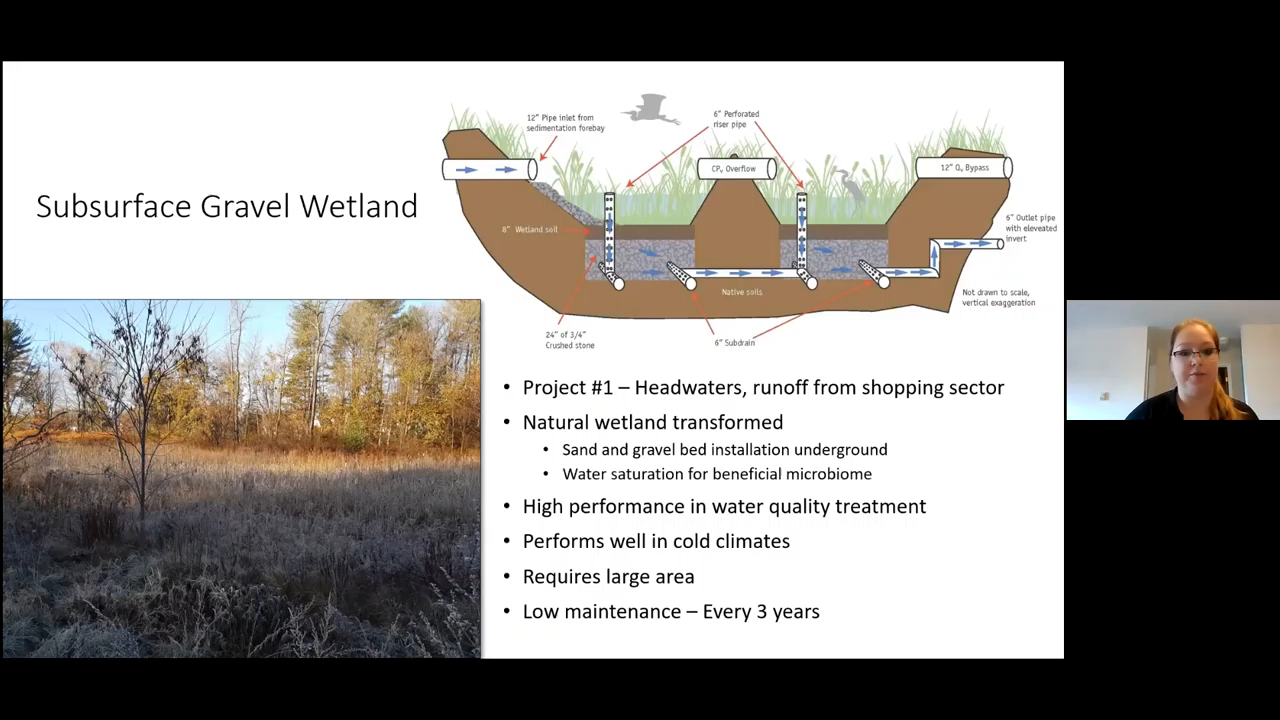 Subsurface Gravel Wetland
12" Pipe inlet from
sedimentation forebay
6" Perforated
riser pipe
CPᵥ Overflow
12" Qₚ Bypass
8" Wetland soil
6" Outlet pipe
with eleveated
invert
Native soils
Not drawn to scale,
vertical exaggeration
24" of 3/4"
Crushed stone
6" Subdrain
• Project #1 – Headwaters, runoff from shopping sector
• Natural wetland transformed
• Sand and gravel bed installation underground
• Water saturation for beneficial microbiome
• High performance in water quality treatment
• Performs well in cold climates
• Requires large area
• Low maintenance – Every 3 years